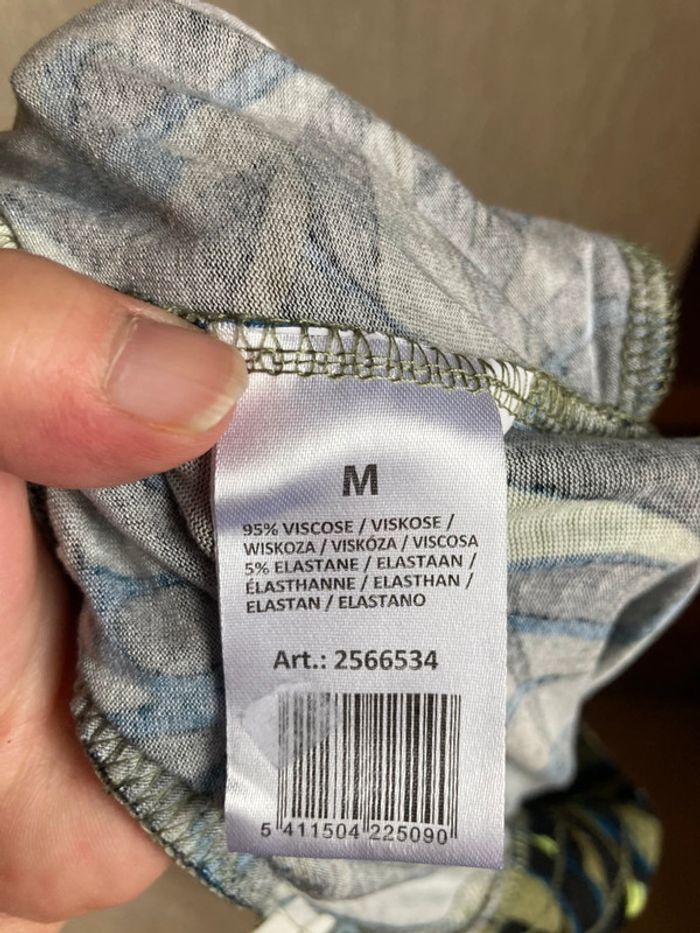 M
95% VISCOSE / VISKOSE /
WISKOZA / VISKÓZA / VISCOSA
5% ELASTANE / ELASTAAN /
ÉLASTHANNE / ELASTHAN /
ELASTAN / ELASTANO
Art.: 2566534
5 411504 225090